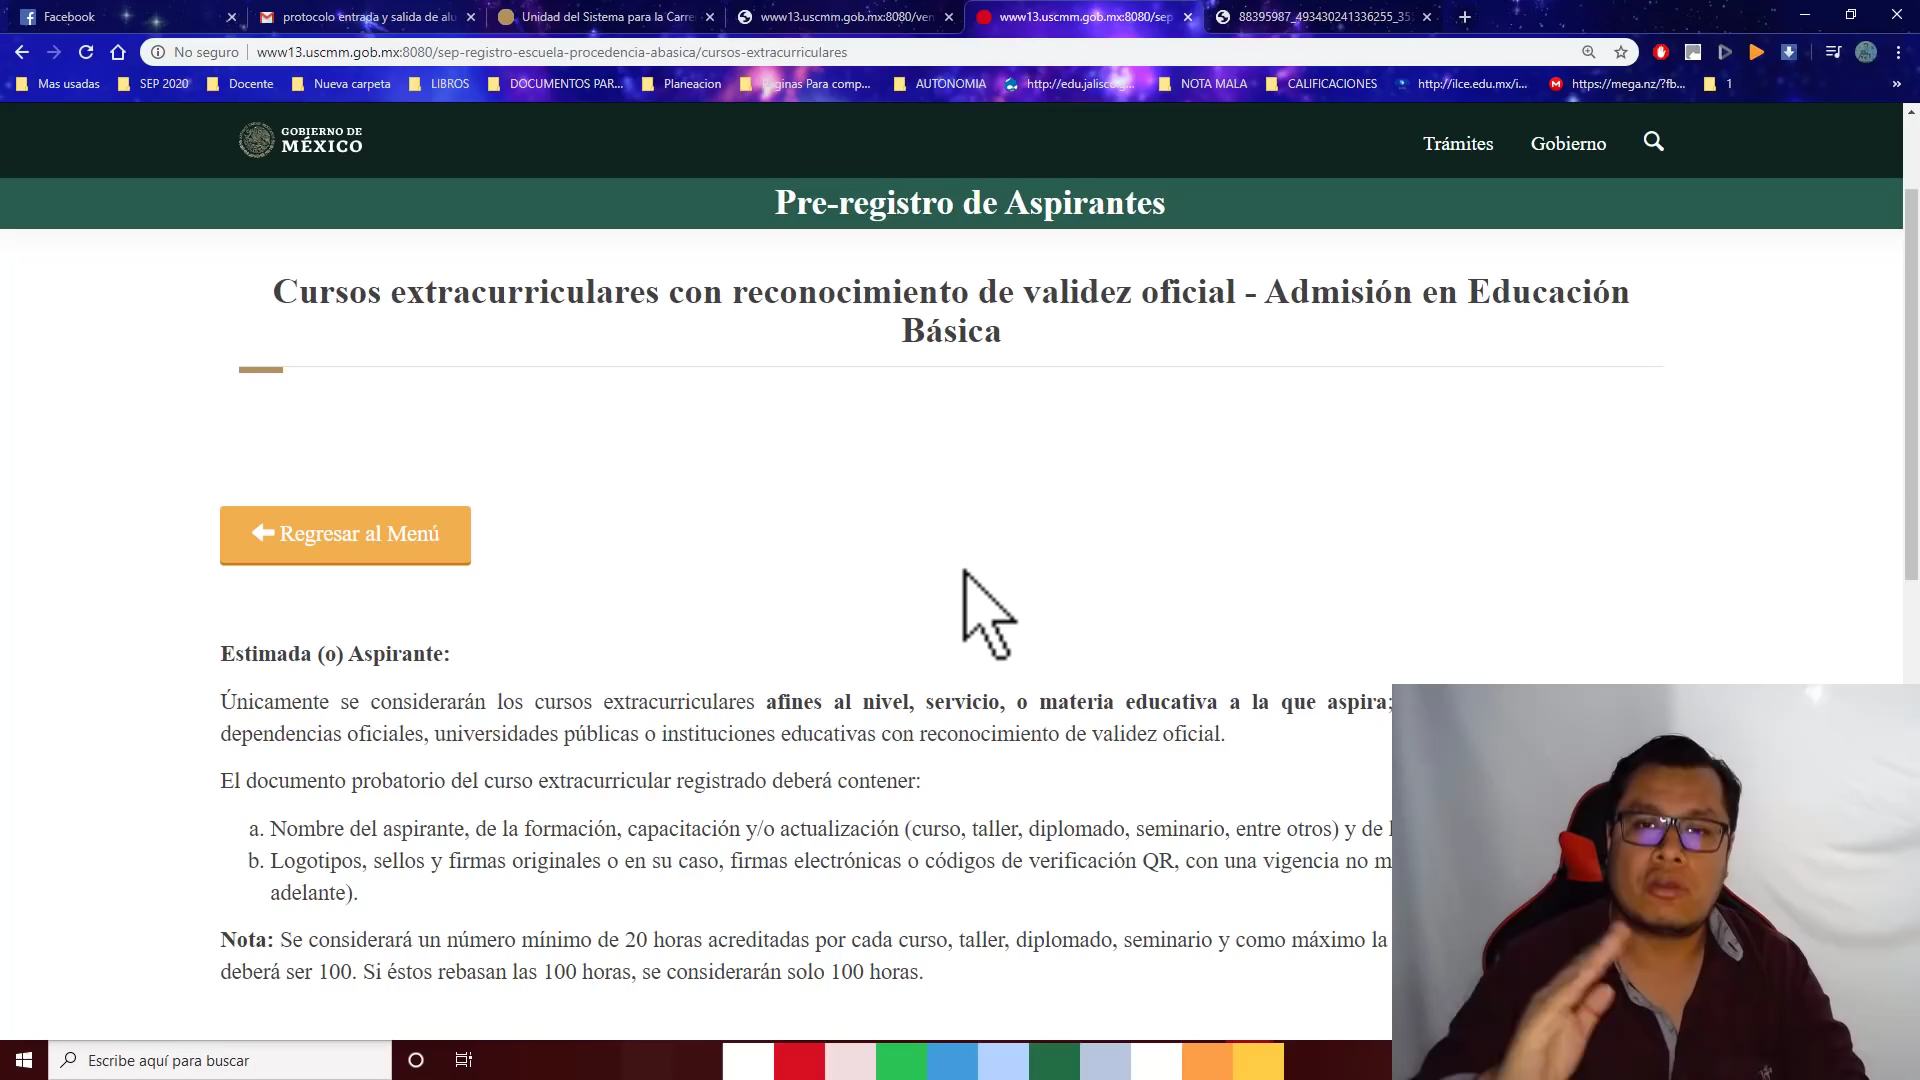 Facebook
protocolo entrada y salida de alu
Unidad del Sistema para la Carre
www13.uscmm.gob.mx:8080/ven
www13.uscmm.gob.mx:8080/sep
88395987_493430241336255_35
No seguro
www13.uscmm.gob.mx:8080/sep-registro-escuela-procedencia-abasica/cursos-extracurriculares
Mas usadas
SEP 2020
Docente
Nueva carpeta
LIBROS
DOCUMENTOS PAR...
Planeacion
Paginas Para comp...
AUTONOMIA
http://edu.jalisco.g...
NOTA MALA
CALIFICACIONES
http://ilce.edu.mx/i...
https://mega.nz/?fb...
1
GOBIERNO DE
MÉXICO
Trámites
Gobierno
Pre-registro de Aspirantes
Cursos extracurriculares con reconocimiento de validez oficial - Admisión en Educación
Básica
Regresar al Menú
Estimada (o) Aspirante:
Únicamente se considerarán los cursos extracurriculares afines al nivel, servicio, o materia educativa a la que aspira;
dependencias oficiales, universidades públicas o instituciones educativas con reconocimiento de validez oficial.
El documento probatorio del curso extracurricular registrado deberá contener:
a. Nombre del aspirante, de la formación, capacitación y/o actualización (curso, taller, diplomado, seminario, entre otros) y de
b. Logotipos, sellos y firmas originales o en su caso, firmas electrónicas o códigos de verificación QR, con una vigencia no
adelante).
Nota: Se considerará un número mínimo de 20 horas acreditadas por cada curso, taller, diplomado, seminario y como máximo la
deberá ser 100. Si éstos rebasan las 100 horas, se considerarán solo 100 horas.
Escribe aquí para buscar